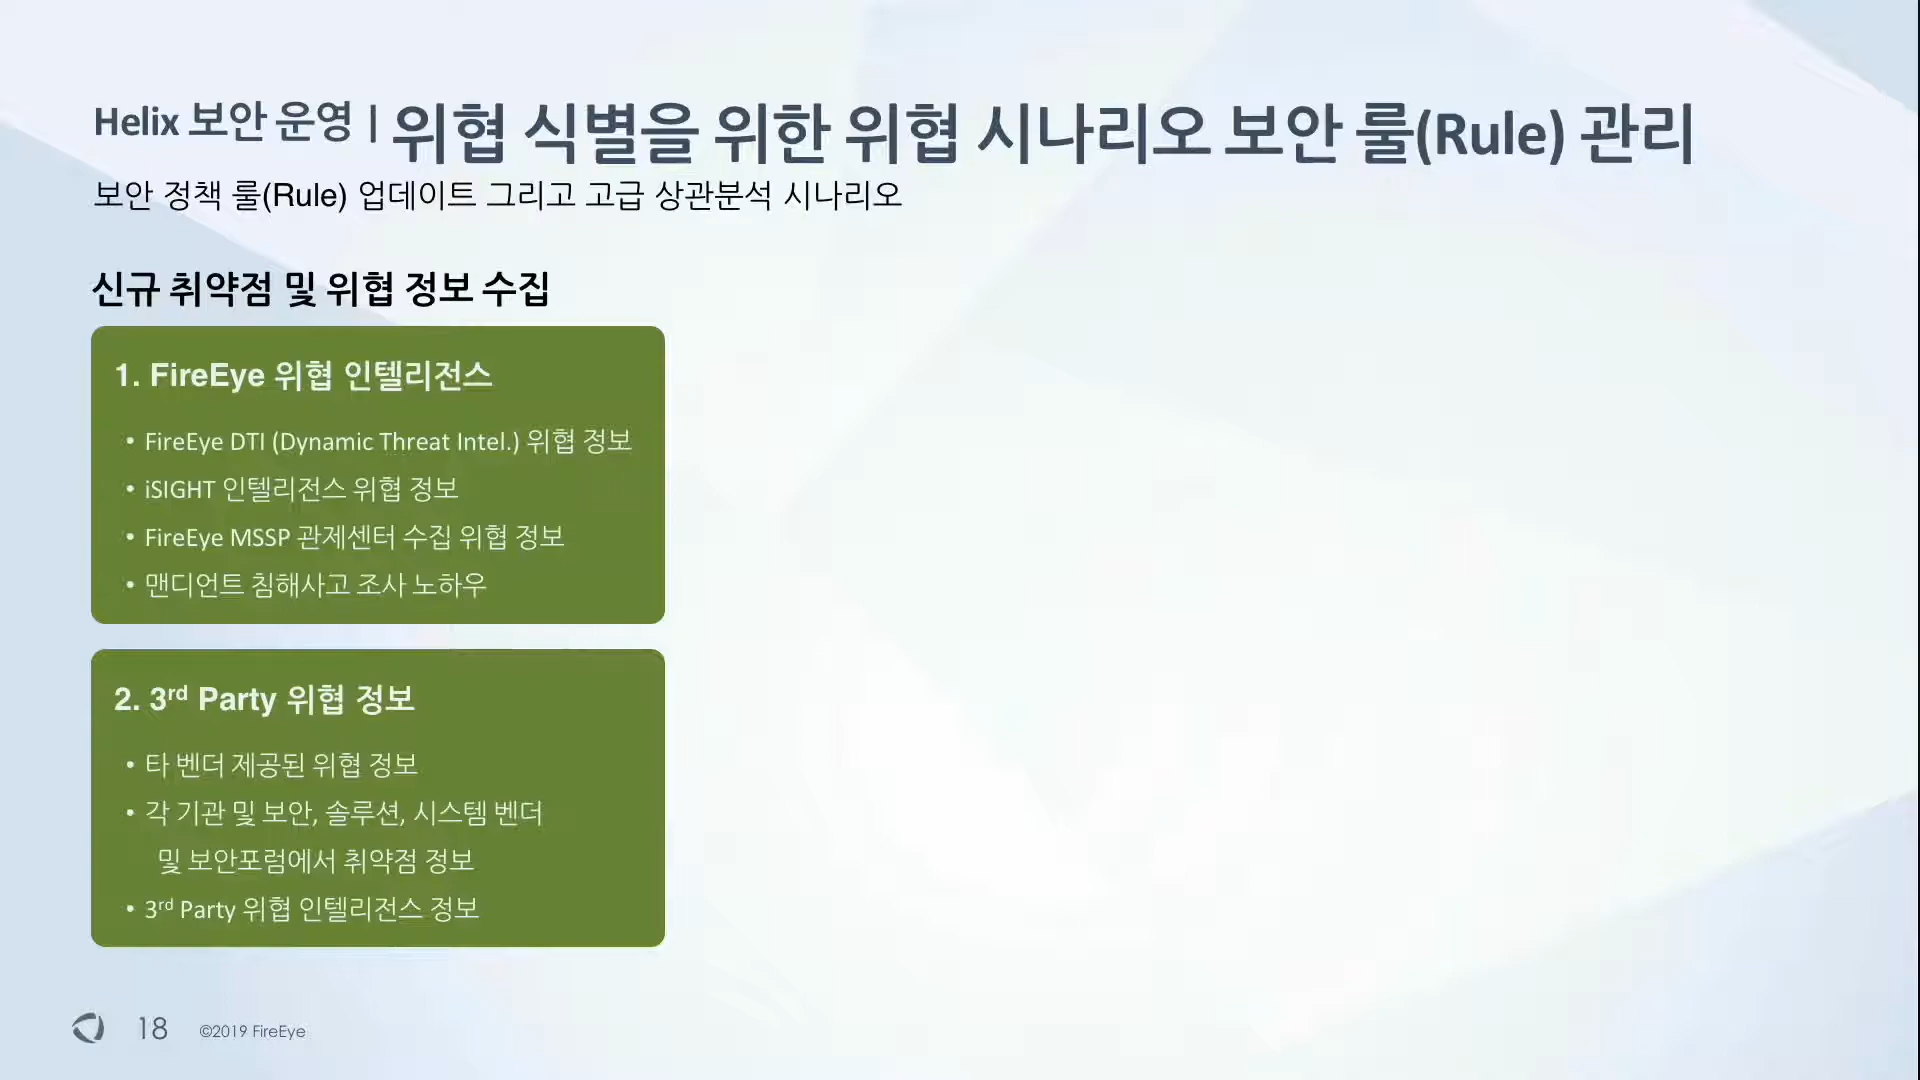 Helix 보안 운영 | 위협 식별을 위한 위협 시나리오 보안 룰(Rule) 관리
보안 정책 룰(Rule) 업데이트 그리고 고급 상관분석 시나리오
신규 취약점 및 위협 정보 수집
1. FireEye 위협 인텔리전스
• FireEye DTI (Dynamic Threat Intel.) 위협 정보
• iSIGHT 인텔리전스 위협 정보
• FireEye MSSP 관제센터 수집 위협 정보
• 맨디언트 침해사고 조사 노하우
2. 3rd Party 위협 정보
• 타 벤더 제공된 위협 정보
• 각 기관 및 보안, 솔루션, 시스템 벤더
및 보안포럼에서 취약점 정보
• 3rd Party 위협 인텔리전스 정보
18 ©2019 FireEye